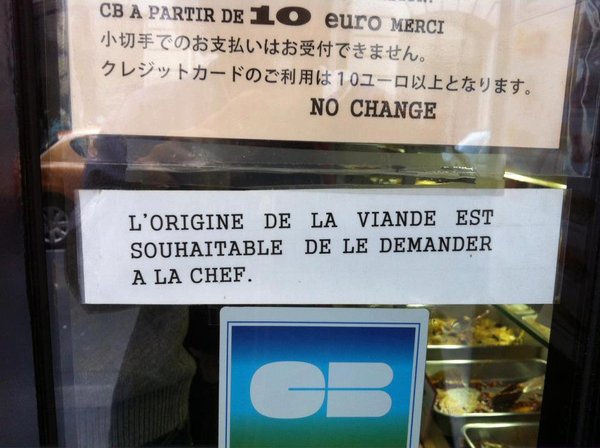 CB A PARTIR DE 10 euro MERCI
小切手でのお支払いはお受付できません。
クレジットカードのご利用は10ユーロ以上となります。
NO CHANGE
L'ORIGINE DE LA VIANDE EST
SOUHAITABLE DE LE DEMANDER
A LA CHEF.
CB